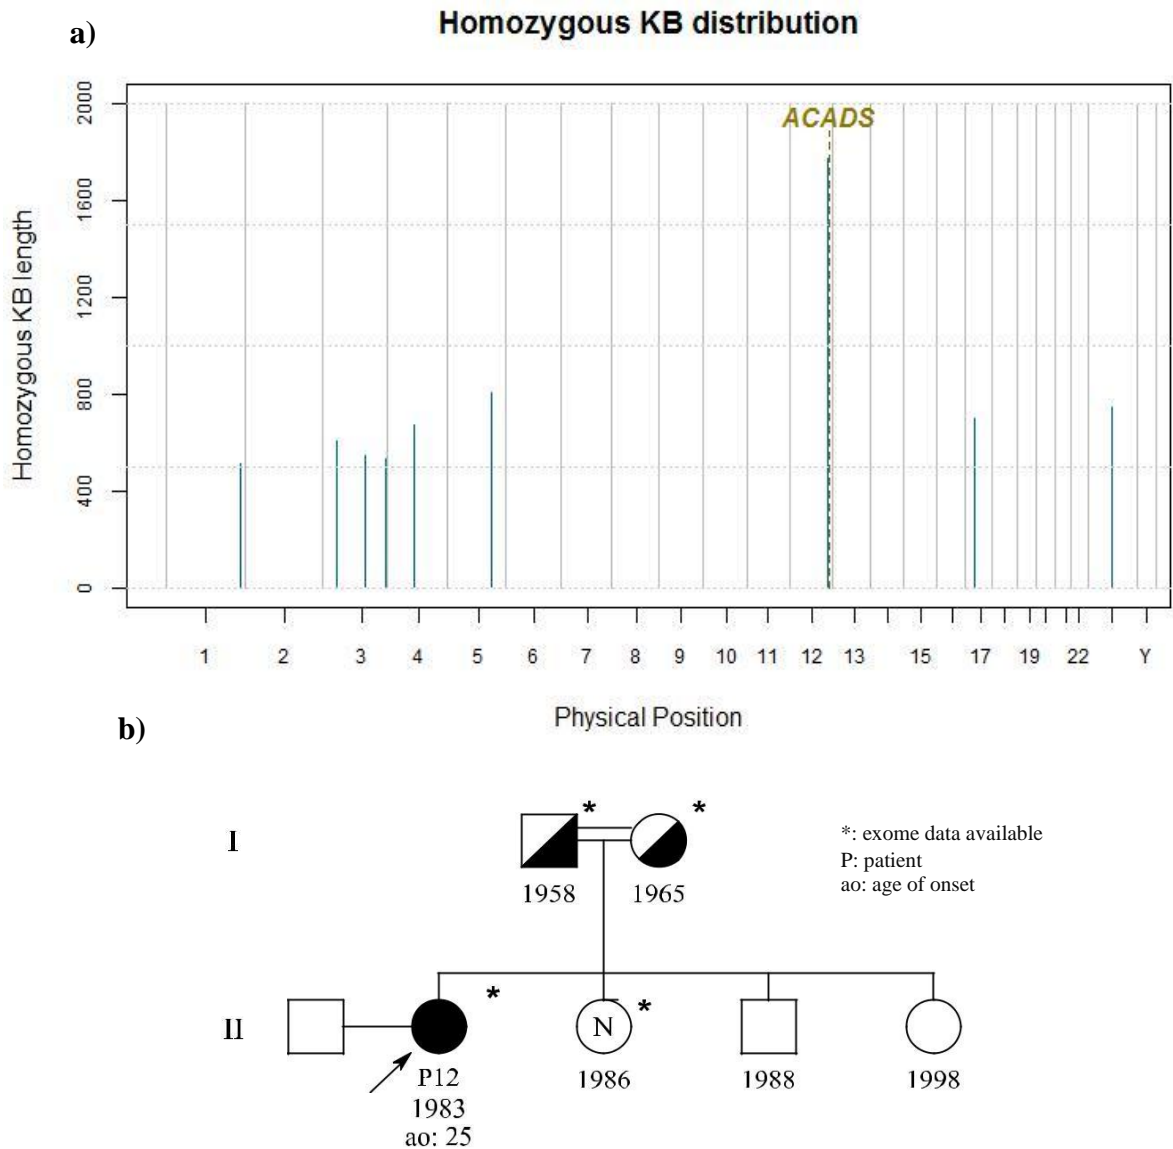 a)
Homozygous KB distribution
Homozygous KB length
2000
1600
1200
800
400
0
ACADS
1 2 3 4 5 6 7 8 9 10 11 12 13 15 17 19 22 Y
Physical Position
b)
I
* *
1958 1965
*: exome data available
P: patient
ao: age of onset
II
* *
N
P12 1986 1988 1998
1983
ao: 25